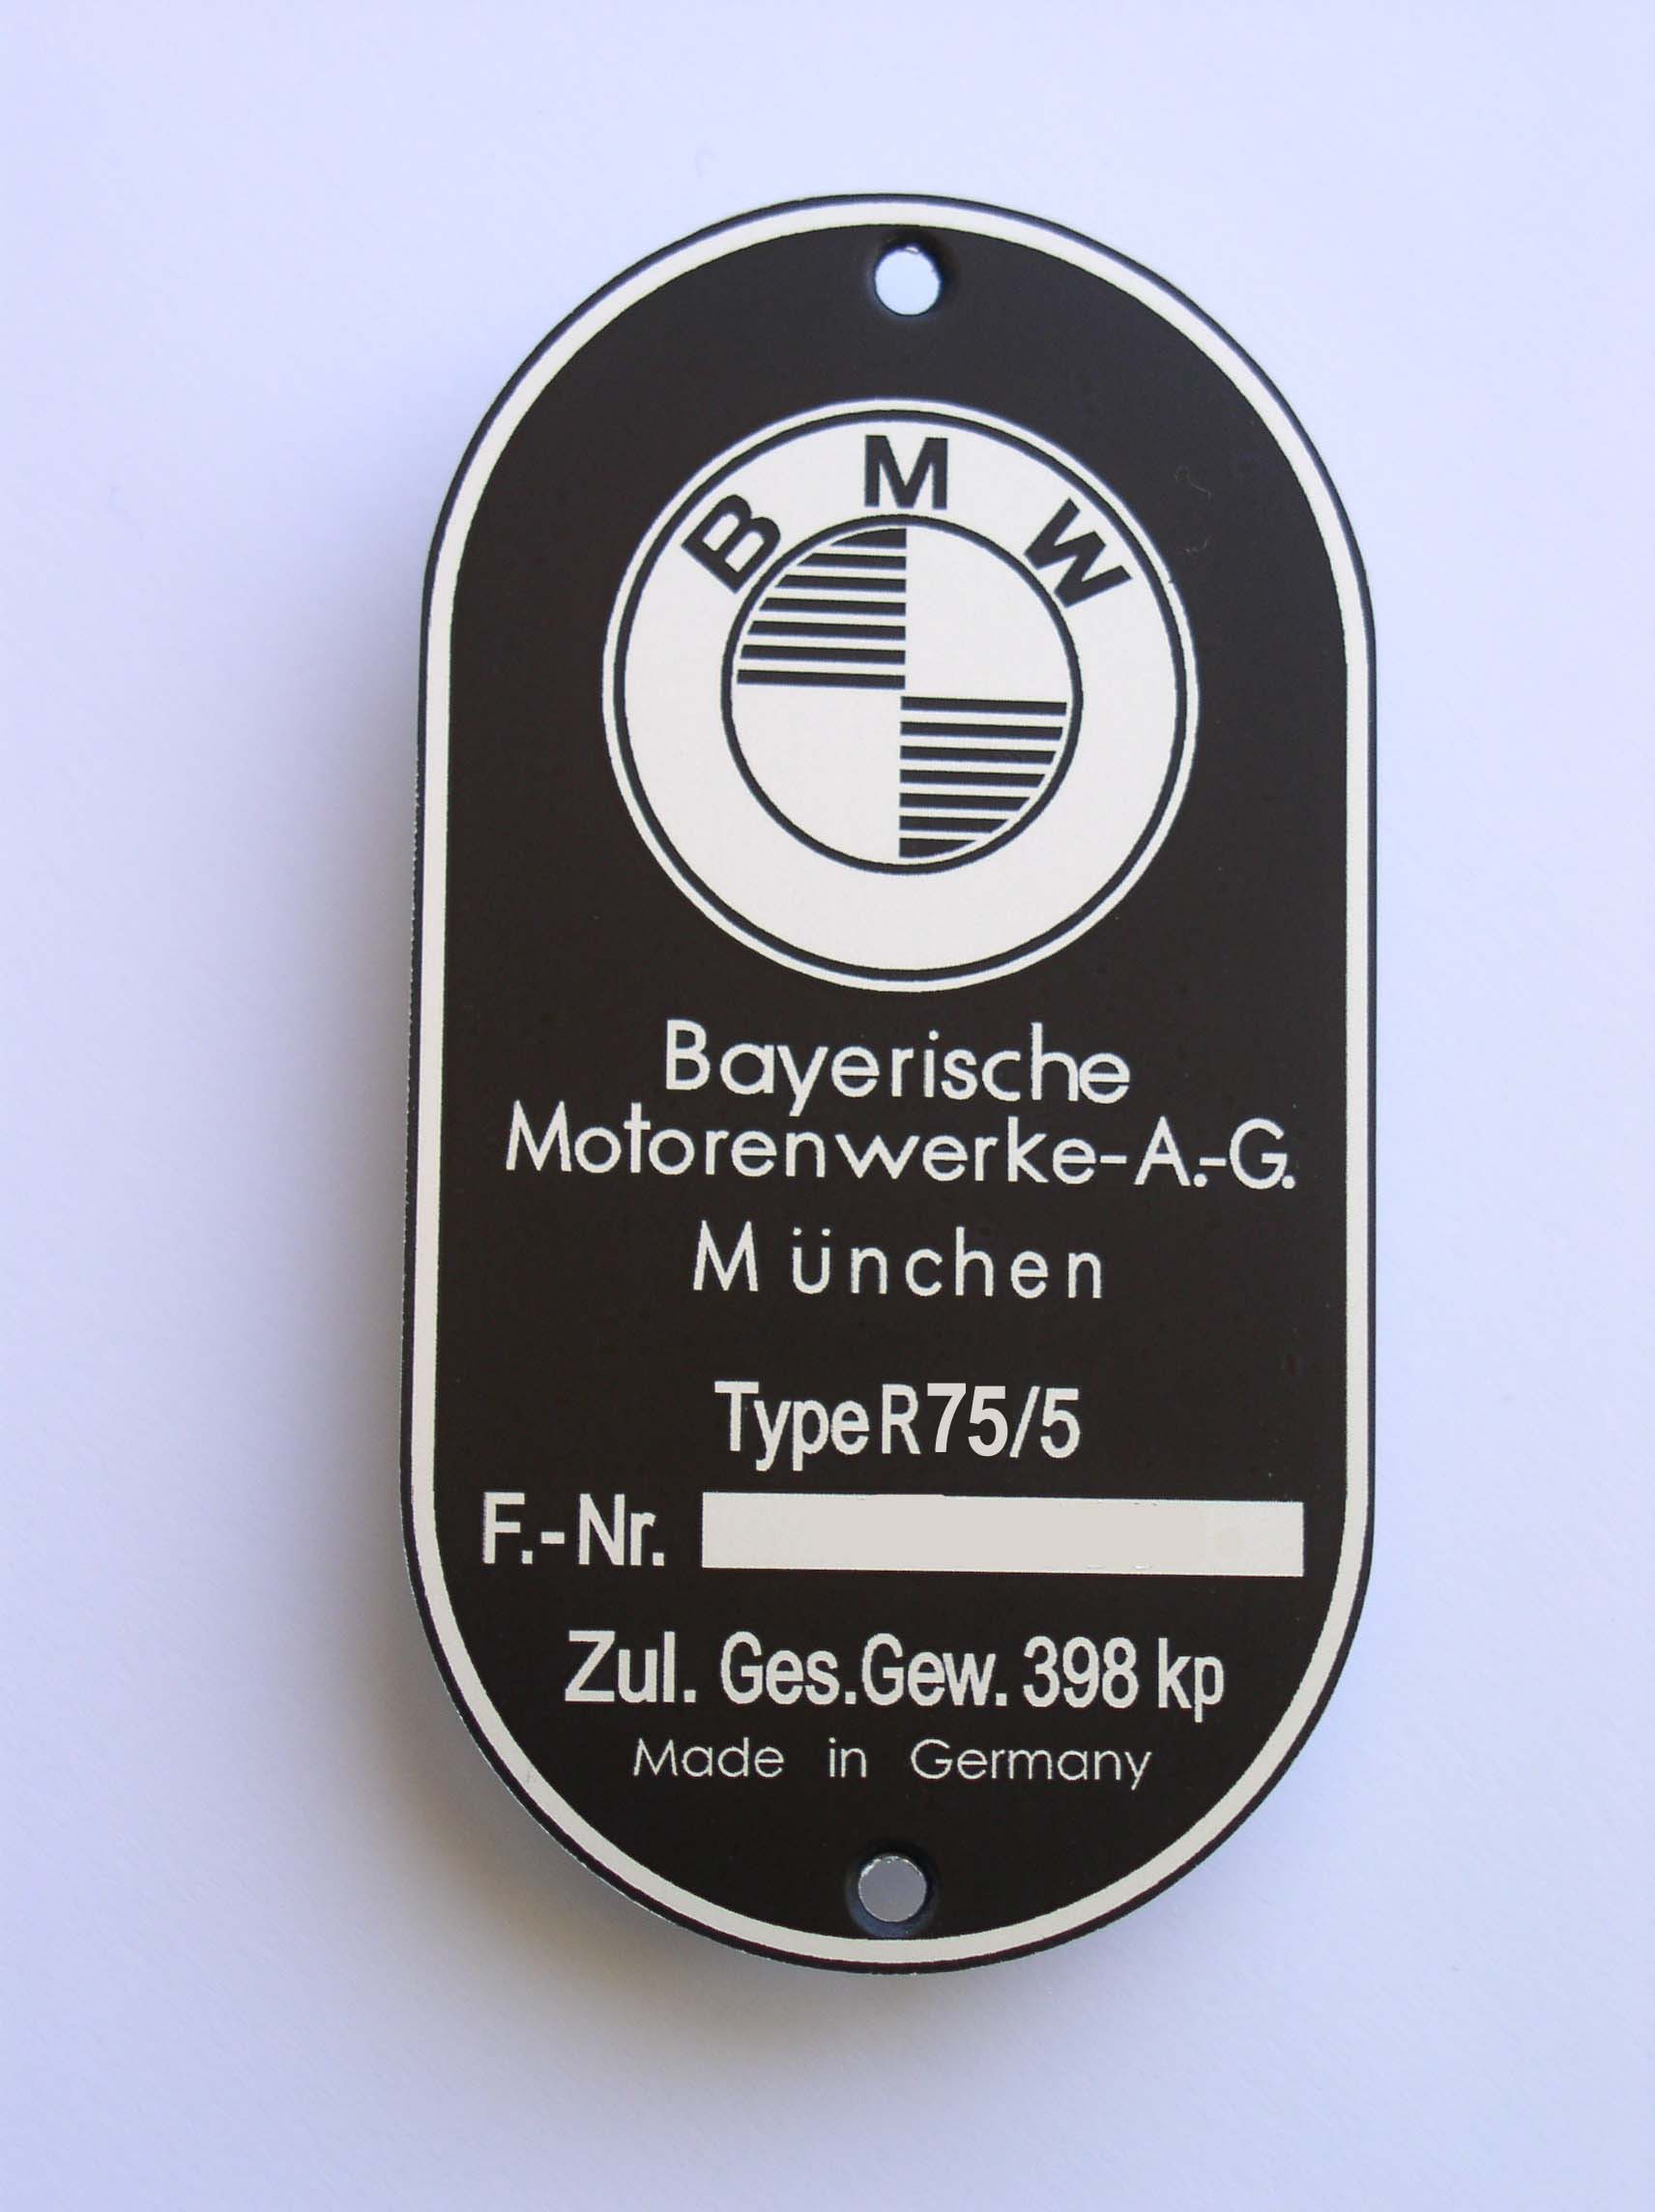 BMW
Bayerische
Motorenwerke-A.-G.
München
Type R75/5
F.-Nr.
Zul. Ges.Gew. 398 kp
Made in Germany